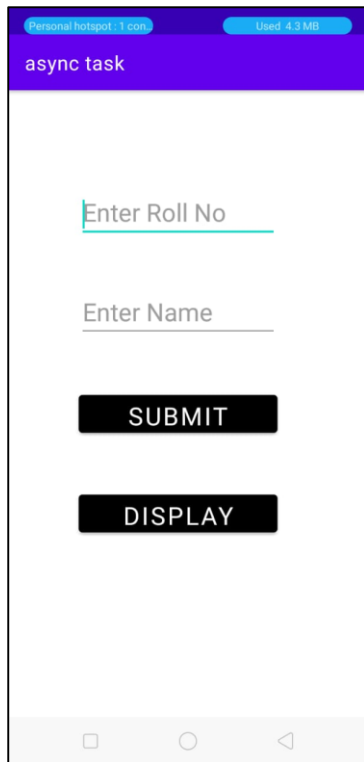 Personal hotspot : 1 con..
Used 4.3 MB
async task
Enter Roll No
Enter Name
SUBMIT
DISPLAY